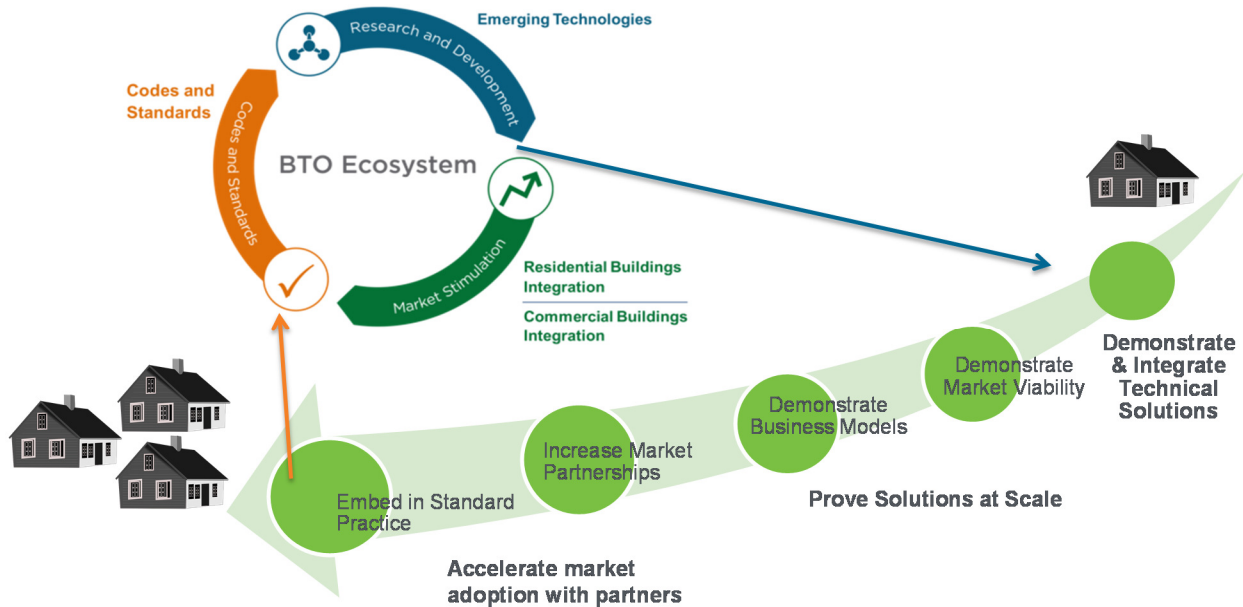 Emerging Technologies
Research and Development
Codes and
Standards
Codes and Standards
BTO Ecosystem
Market Stimulation
Residential Buildings
Integration
Commercial Buildings
Integration
Demonstrate
& Integrate
Technical
Solutions
Demonstrate
Market Viability
Demonstrate
Business Models
Increase Market
Partnerships
Embed in Standard
Practice
Prove Solutions at Scale
Accelerate market
adoption with partners